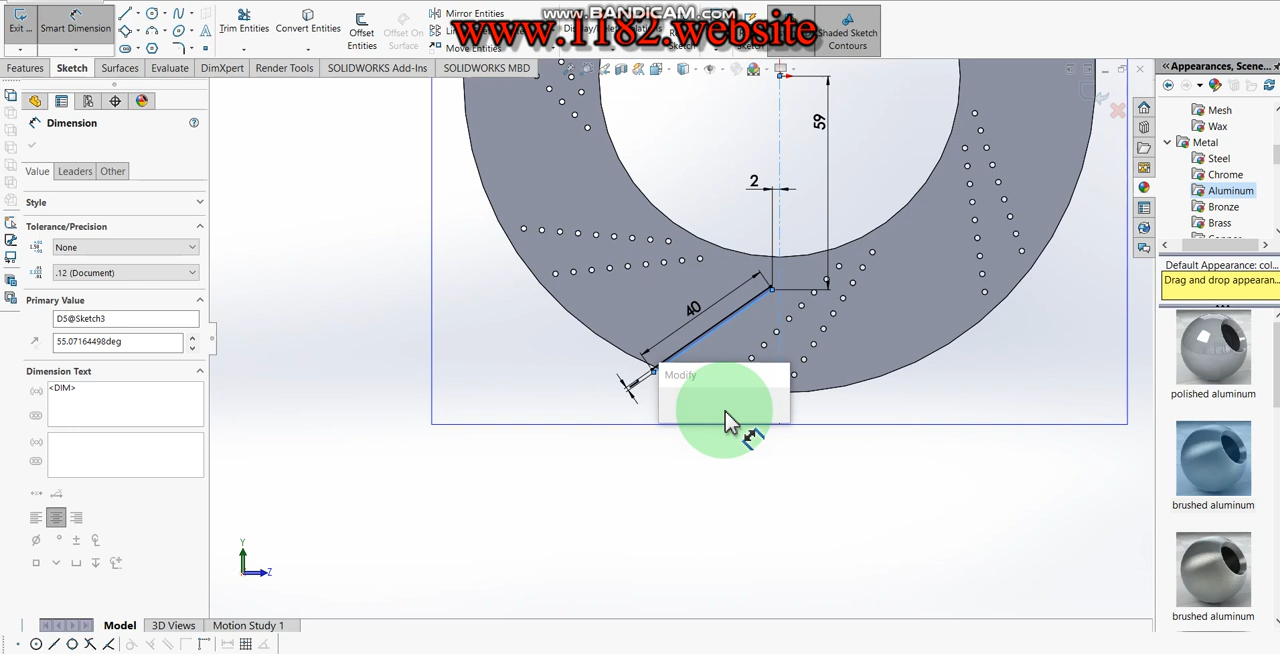 www.BANDICAM.com
www.1182.website
Exit ...
Smart Dimension
Trim Entities
Convert Entities
Offset
Entities
Offset On
Surface
Mirror Entities
Move Entities
Shaded Sketch
Contours
Features
Sketch
Surfaces
Evaluate
DimXpert
Render Tools
SOLIDWORKS Add-Ins
SOLIDWORKS MBD
Dimension
Value
Leaders
Other
Style
Tolerance/Precision
None
.12 (Document)
Primary Value
D5@Sketch3
55.07164498deg
Dimension Text
<DIM>
59
2
40
Modify
Y
Z
Appearances, Scene...
Mesh
Wax
Metal
Steel
Chrome
Aluminum
Bronze
Brass
Default Appearance: col...
Drag and drop appearan...
polished aluminum
brushed aluminum
brushed aluminum
Model
3D Views
Motion Study 1